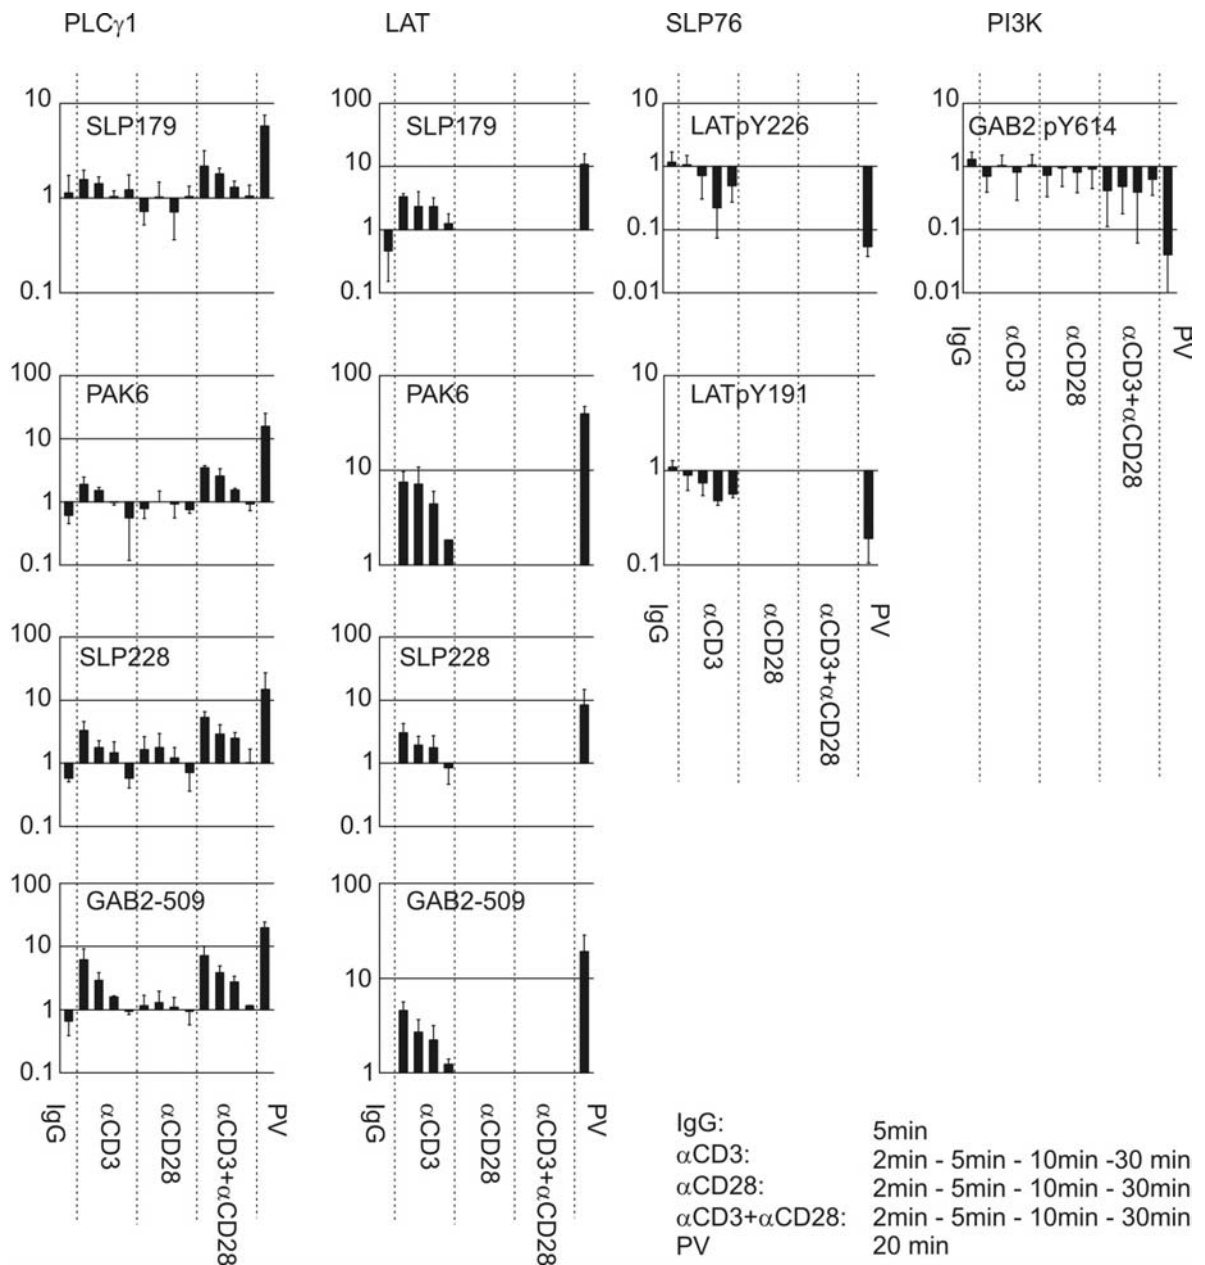 PLCγ1 LAT SLP76 PI3K
10 SLP179 1 0.1
100 SLP179 10 1 0.1
10 LATpY226 1 0.1 0.01
10 GAB2 pY614 1 0.1 0.01
IgG αCD3 αCD28 αCD3+αCD28 PV
100 PAK6 10 1 0.1
100 PAK6 10 1
10 LATpY191 1 0.1
IgG αCD3 αCD28 αCD3+αCD28 PV
100 SLP228 10 1 0.1
100 SLP228 10 1 0.1
100 GAB2-509 10 1 0.1
100 GAB2-509 10 1
IgG αCD3 αCD28 αCD3+αCD28 PV
IgG αCD3 αCD28 αCD3+αCD28 PV
IgG: 5min
αCD3: 2min - 5min - 10min -30 min
αCD28: 2min - 5min - 10min - 30min
αCD3+αCD28: 2min - 5min - 10min - 30min
PV 20 min